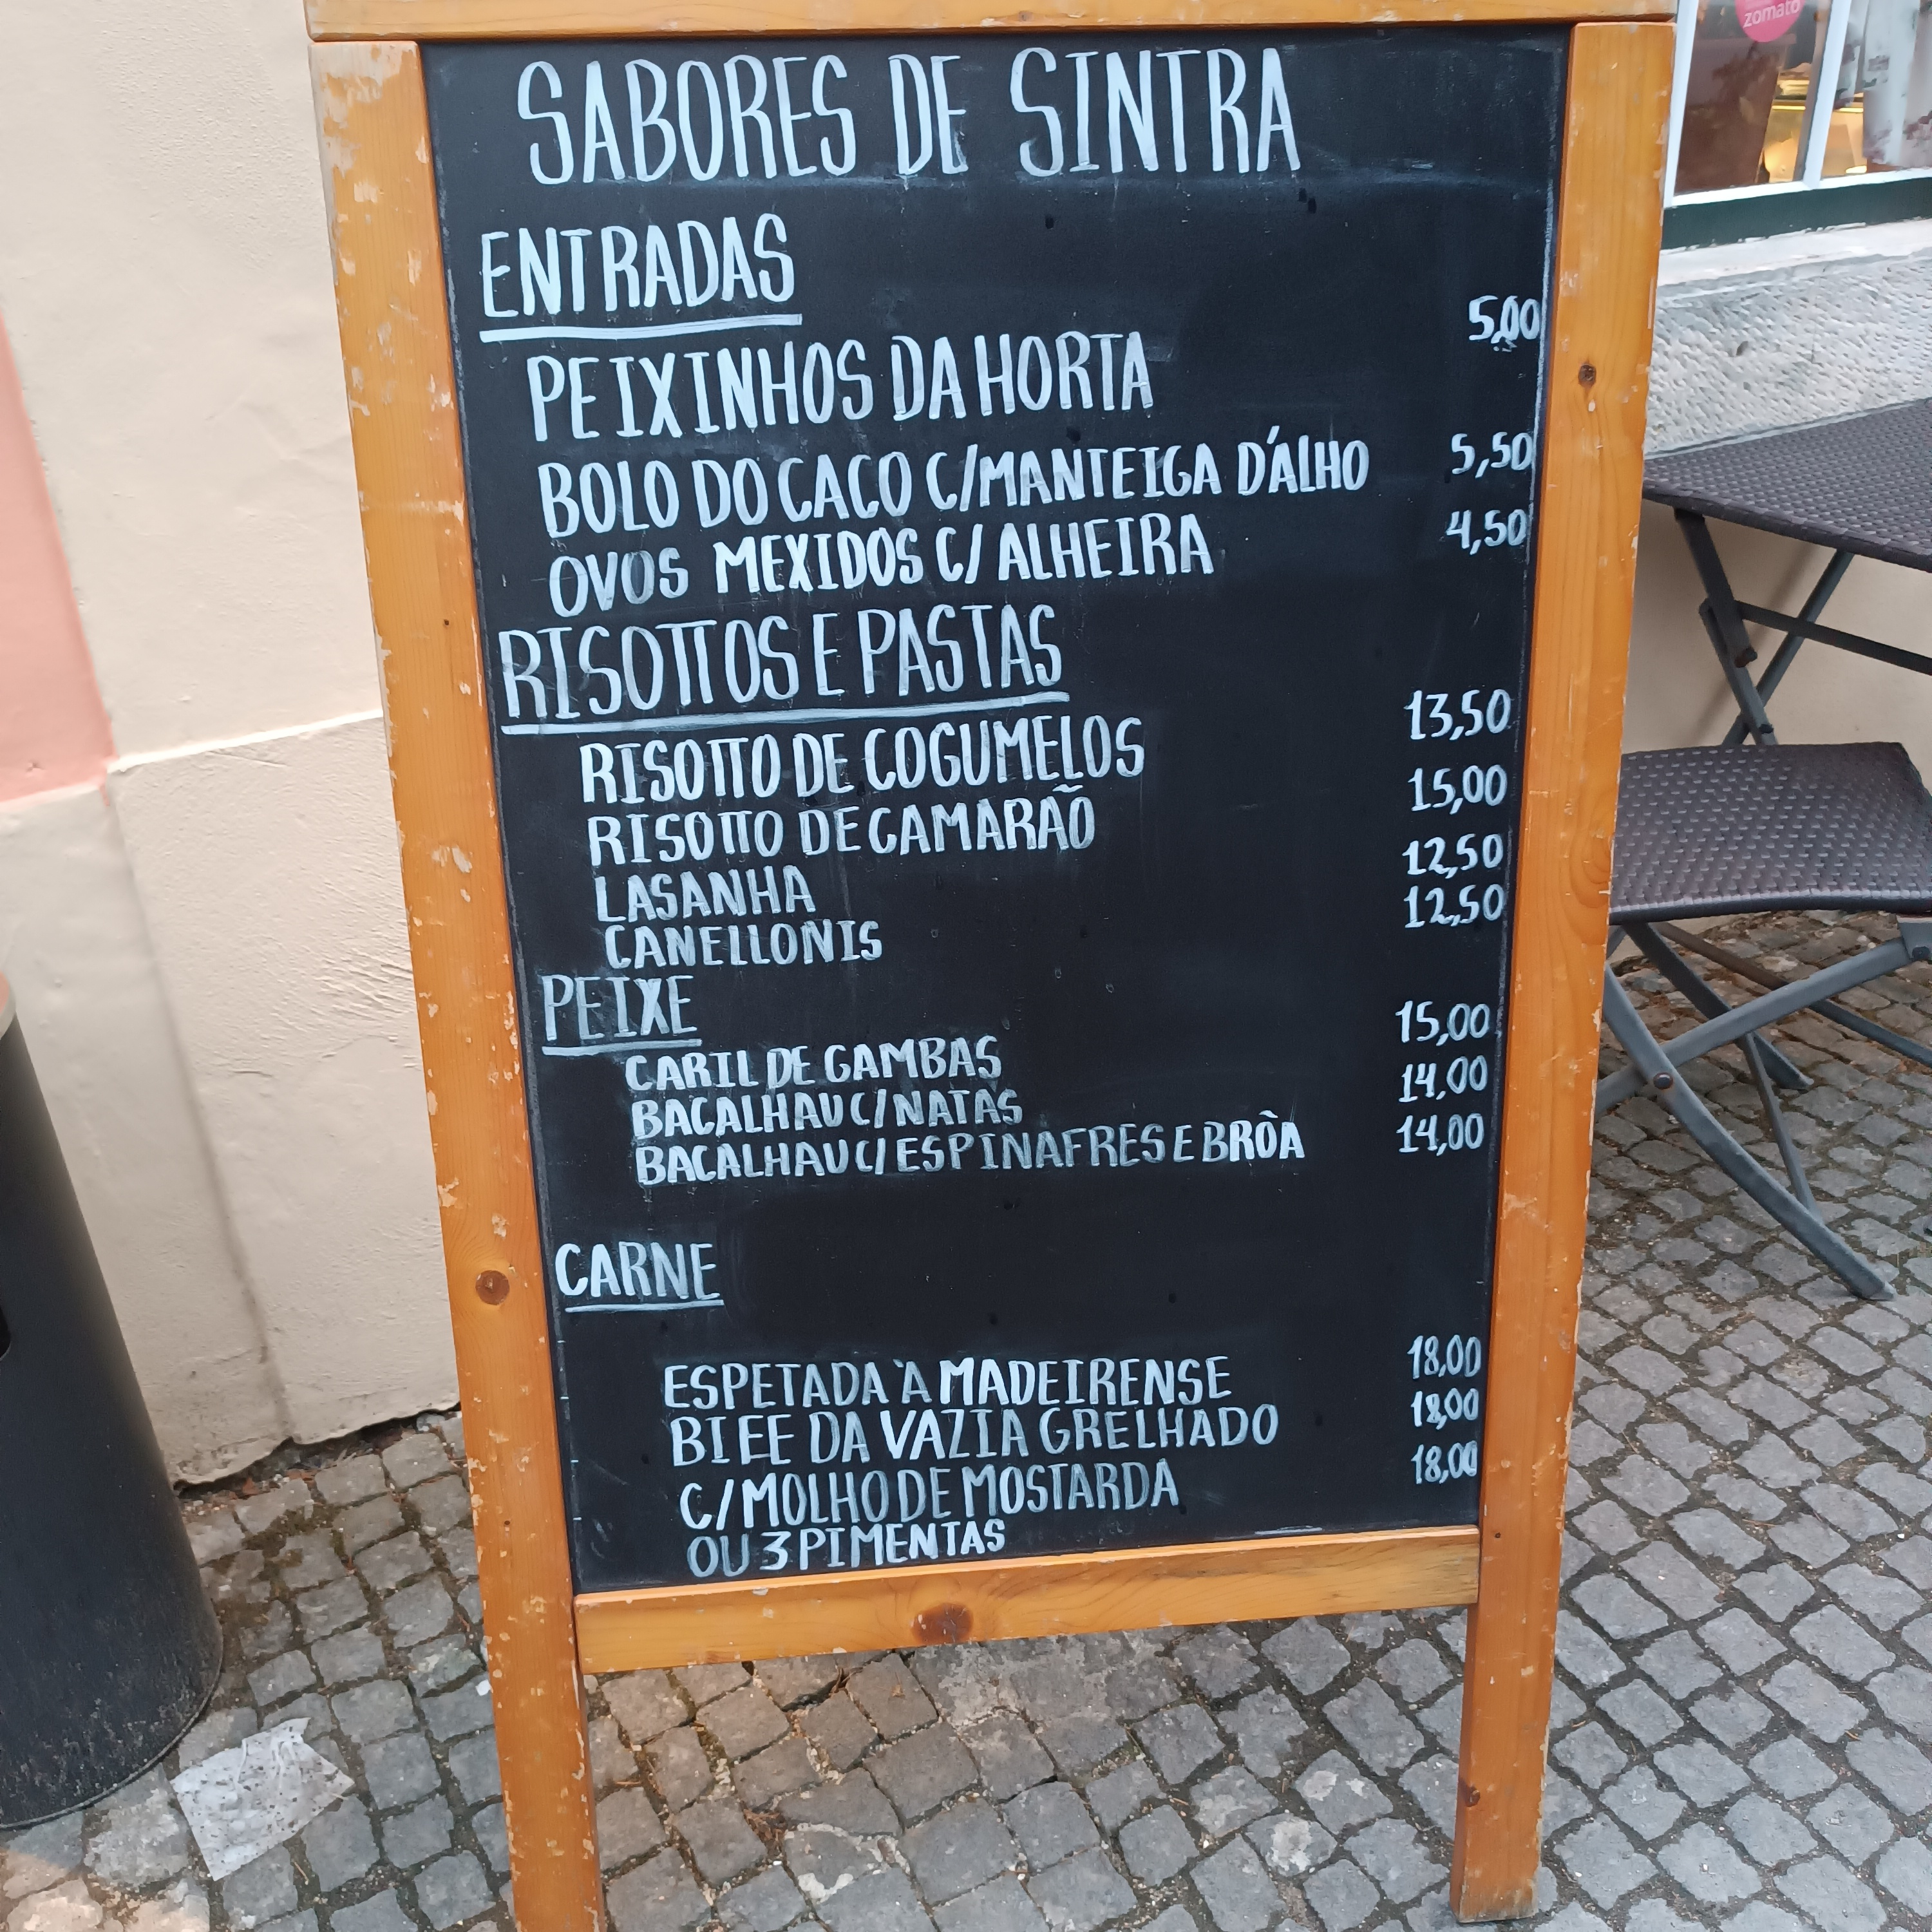 zomato
SABORES DE SINTRA
ENTRADAS
PEIXINHOS DA HORTA 5,00
BOLO DO CACO C/MANTEIGA D'ÁLHO 5,50
OVOS MEXIDOS C/ALHEIRA 4,50
RISOTTOS E PASTAS
RISOTTO DE COGUMELOS 13,50
RISOTTO DE CAMARÃO 15,00
LASANHA 12,50
CANELLONIS 12,50
PEIXE
CARIL DE GAMBAS 15,00
BACALHAU C/NATAS 14,00
BACALHAU C/ESPINAFRES E BRÒA 14,00
CARNE
ESPETADA À MADEIRENSE 18,00
BIFE DA VAZIA GRELHADO 18,00
C/MOLHO DE MOSTARDA 18,00
OU 3 PIMENTAS